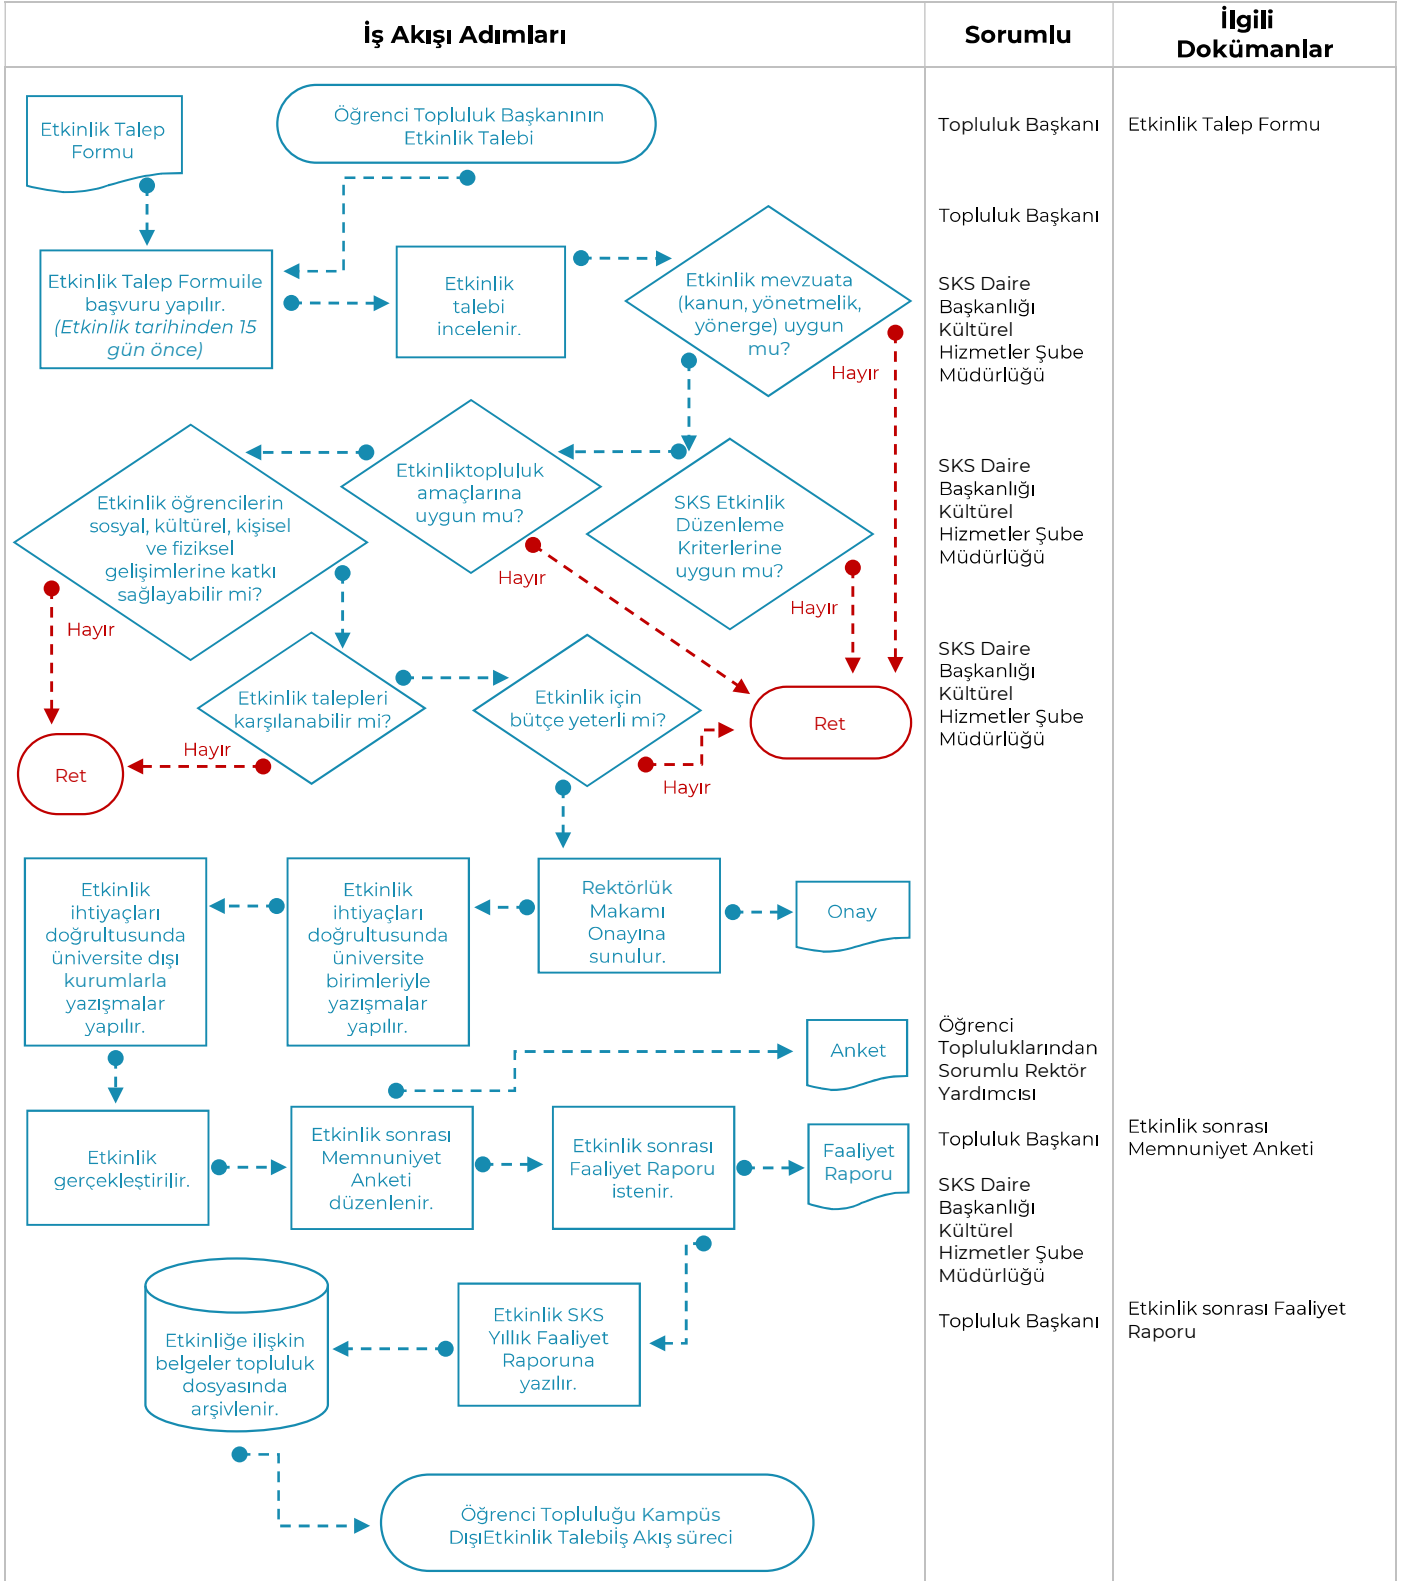 İş Akışı Adımları
Sorumlu
İlgili
Dokümanlar
Etkinlik Talep
Formu
Öğrenci Topluluk Başkanının
Etkinlik Talebi
Topluluk Başkanı
Etkinlik Talep Formu
Topluluk Başkanı
Etkinlik Talep Formuile
başvuru yapılır.
(Etkinlik tarihinden 15
gün önce)
Etkinlik
talebi
incelenir.
Etkinlik mevzuata
(kanun, yönetmelik,
yönerge) uygun
mu?
Hayır
SKS Daire
Başkanlığı
Kültürel
Hizmetler Şube
Müdürlüğü
Etkinlik öğrencilerin
sosyal, kültürel, kişisel
ve fiziksel
gelişimlerine katkı
sağlayabilir mi?
Hayır
Etkinliktopluluk
amaçlarına
uygun mu?
Hayır
SKS Etkinlik
Düzenleme
Kriterlerine
uygun mu?
Hayır
SKS Daire
Başkanlığı
Kültürel
Hizmetler Şube
Müdürlüğü
Etkinlik talepleri
karşılanabilir mi?
Hayır
Ret
Etkinlik için
bütçe yeterli mi?
Hayır
Ret
SKS Daire
Başkanlığı
Kültürel
Hizmetler Şube
Müdürlüğü
Etkinlik
ihtiyaçları
doğrultusunda
üniversite dışı
kurumlarla
yazışmalar
yapılır.
Etkinlik
ihtiyaçları
doğrultusunda
üniversite
birimleriyle
yazışmalar
yapılır.
Rektörlük
Makamı
Onayına
sunulur.
Onay
Anket
Öğrenci
Topluluklarından
Sorumlu Rektör
Yardımcısı
Etkinlik
gerçekleştirilir.
Etkinlik sonrası
Memnuniyet
Anketi
düzenlenir.
Etkinlik sonrası
Faaliyet Raporu
istenir.
Faaliyet
Raporu
Topluluk Başkanı
Etkinlik sonrası
Memnuniyet Anketi
SKS Daire
Başkanlığı
Kültürel
Hizmetler Şube
Müdürlüğü
Etkinliğe ilişkin
belgeler topluluk
dosyasında
arşivlenir.
Etkinlik SKS
Yıllık Faaliyet
Raporuna
yazılır.
Topluluk Başkanı
Etkinlik sonrası Faaliyet
Raporu
Öğrenci Topluluğu Kampüs
DışıEtkinlik Talebiİş Akış süreci